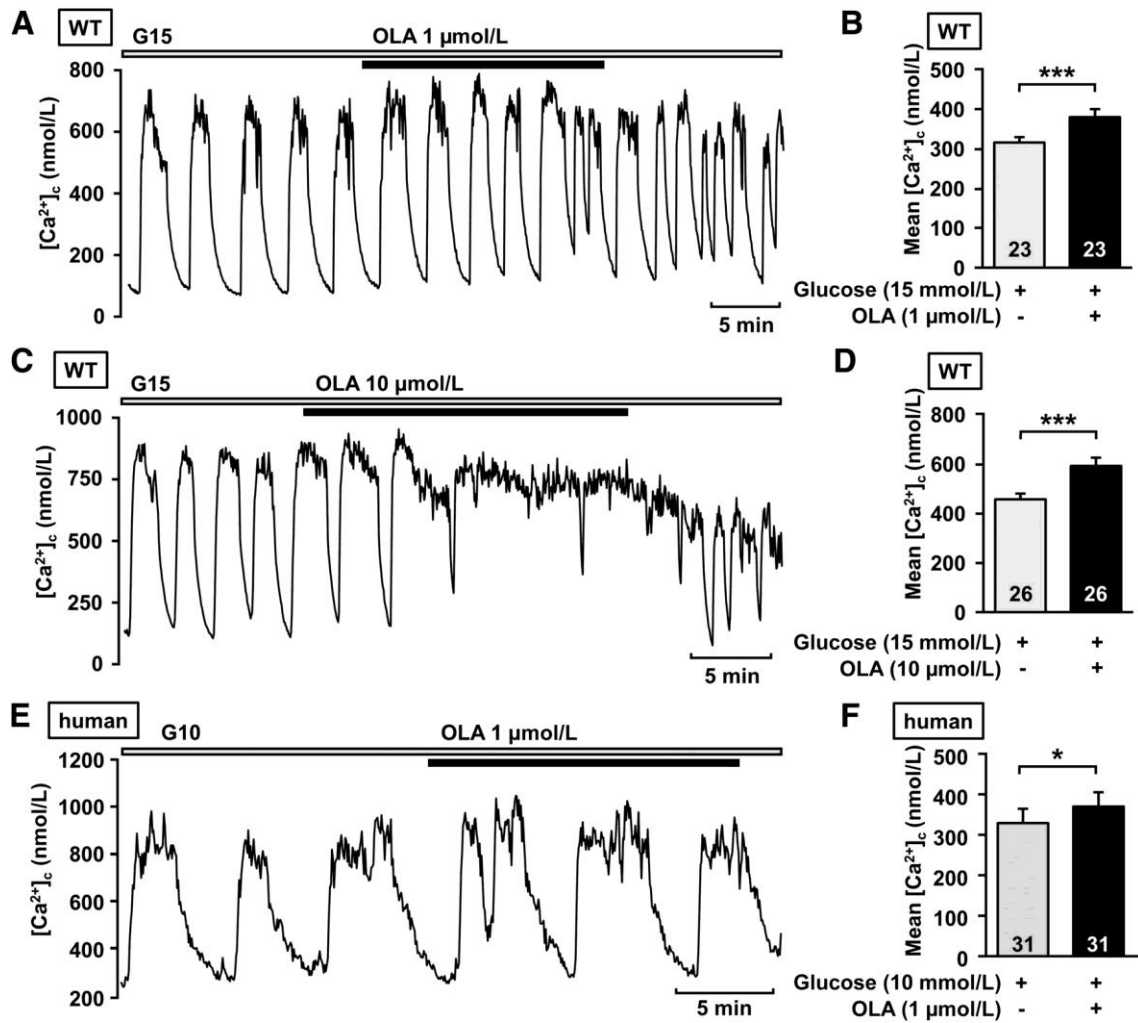 A
WT
G15
OLA 1 µmol/L
[Ca²⁺]c (nmol/L)
800
600
400
200
0
5 min
B
WT
Mean [Ca²⁺]c (nmol/L)
500
400
300
200
100
0
***
23 23
Glucose (15 mmol/L) + +
OLA (1 µmol/L) - +
C
WT
G15
OLA 10 µmol/L
[Ca²⁺]c (nmol/L)
1000
750
500
250
0
5 min
D
WT
Mean [Ca²⁺]c (nmol/L)
800
600
400
200
0
***
26 26
Glucose (15 mmol/L) + +
OLA (10 µmol/L) - +
E
human
G10
OLA 1 µmol/L
[Ca²⁺]c (nmol/L)
1200
1000
800
600
400
200
5 min
F
human
Mean [Ca²⁺]c (nmol/L)
500
400
300
200
100
0
*
31 31
Glucose (10 mmol/L) + +
OLA (1 µmol/L) - +